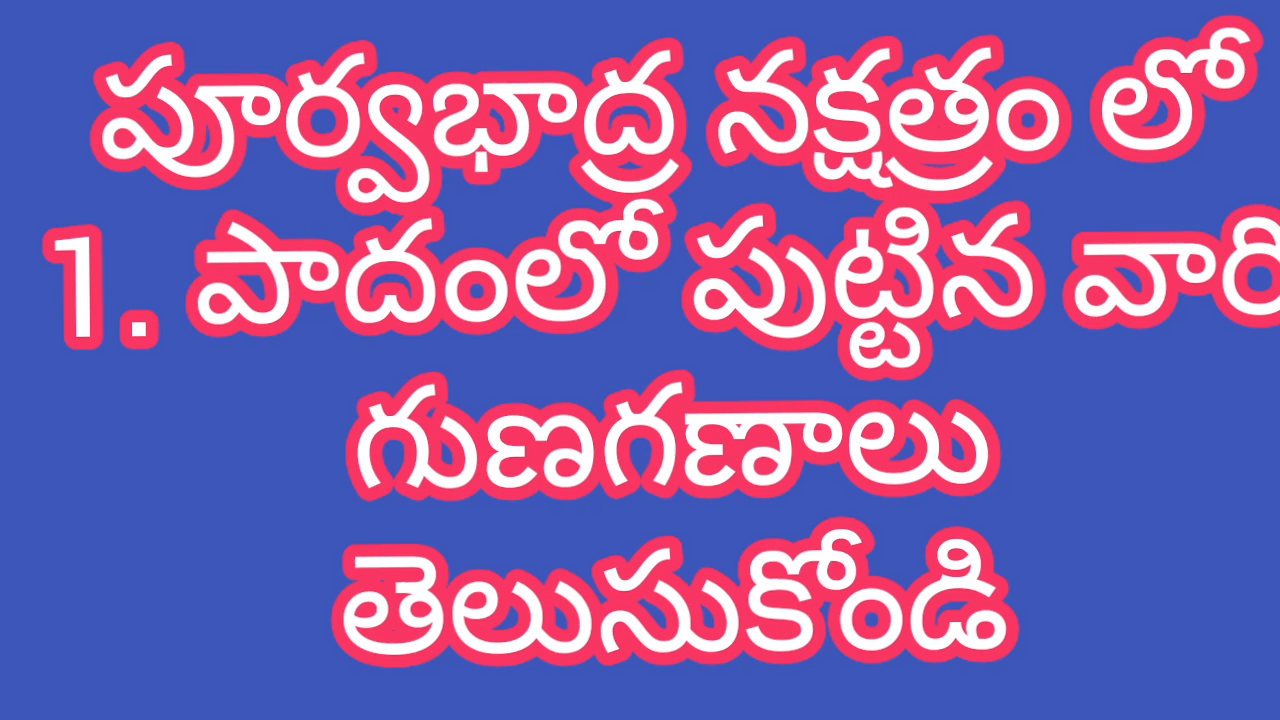 పూర్వభాద్ర నక్షత్రం లో
1. పాదంలో పుట్టిన వారి
గుణగణాలు
తెలుసుకోండి